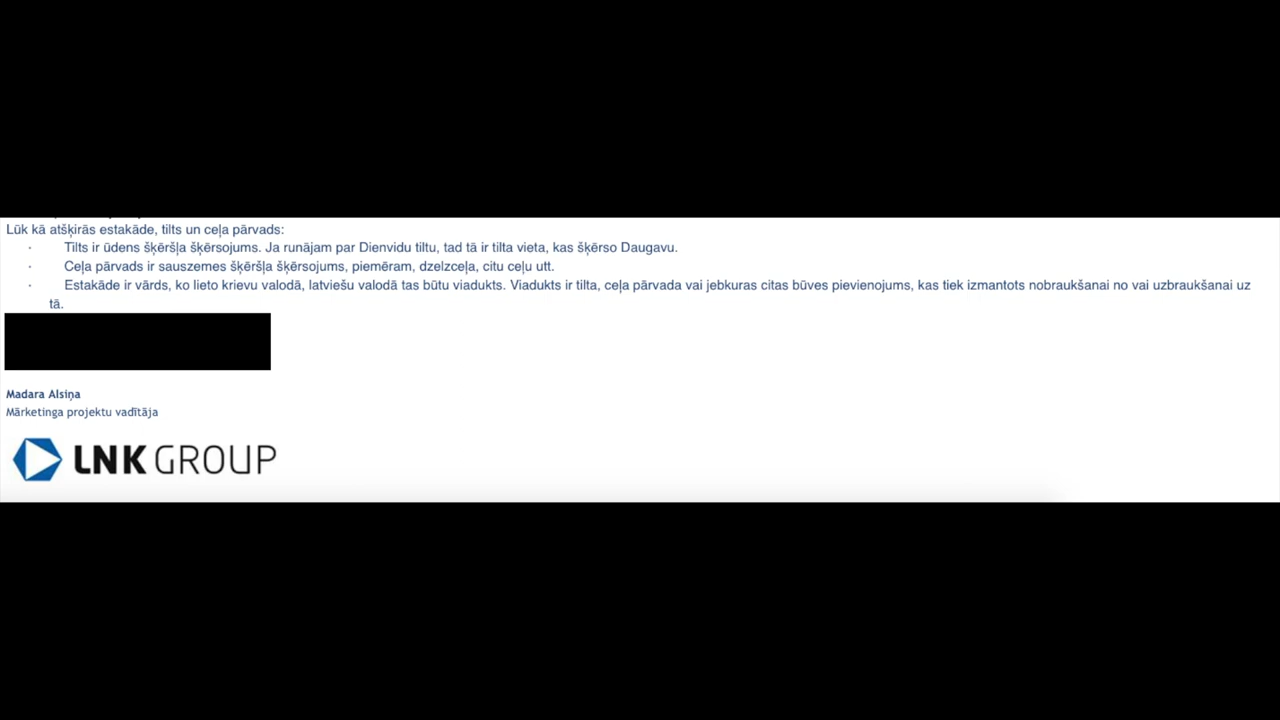 Lūk kā atšķirās estakāde, tilts un ceļa pārvads:
· Tilts ir ūdens šķēršļa šķērsojums. Ja runājam par Dienvidu tiltu, tad tā ir tilta vieta, kas šķērso Daugavu.
· Ceļa pārvads ir sauszemes šķēršļa šķērsojums, piemēram, dzelzceļa, citu ceļu utt.
· Estakāde ir vārds, ko lieto krievu valodā, latviešu valodā tas būtu viadukts. Viadukts ir tilta, ceļa pārvada vai jebkuras citas būves pievienojums, kas tiek izmantots nobraukšanai no vai uzbraukšanai uz
tā.
Madara Alsiņa
Mārketinga projektu vadītāja
LNK GROUP